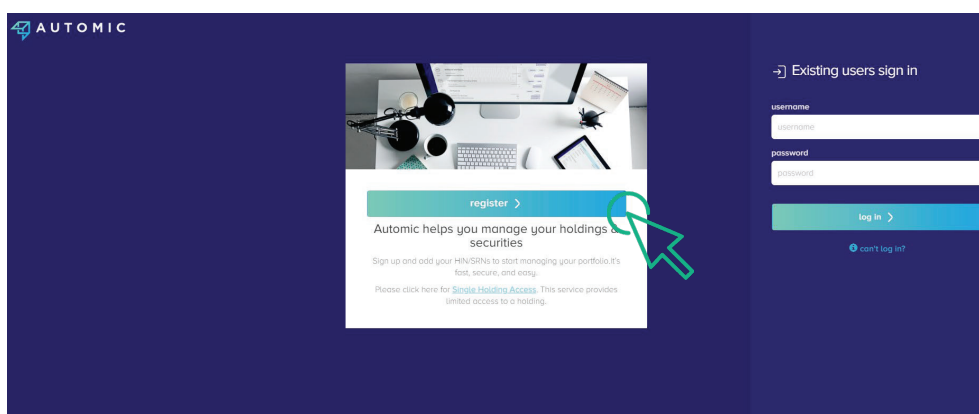 AUTOMIC
register >
Automic helps you manage your holdings &
securities
Sign up and add your HIN/SRNs to start managing your portfolio.It's
fast, secure, and easy.
Please click here for Single Holding Access. This service provides
limited access to a holding.
Existing users sign in
username
username
password
password
log in >
can't log in?